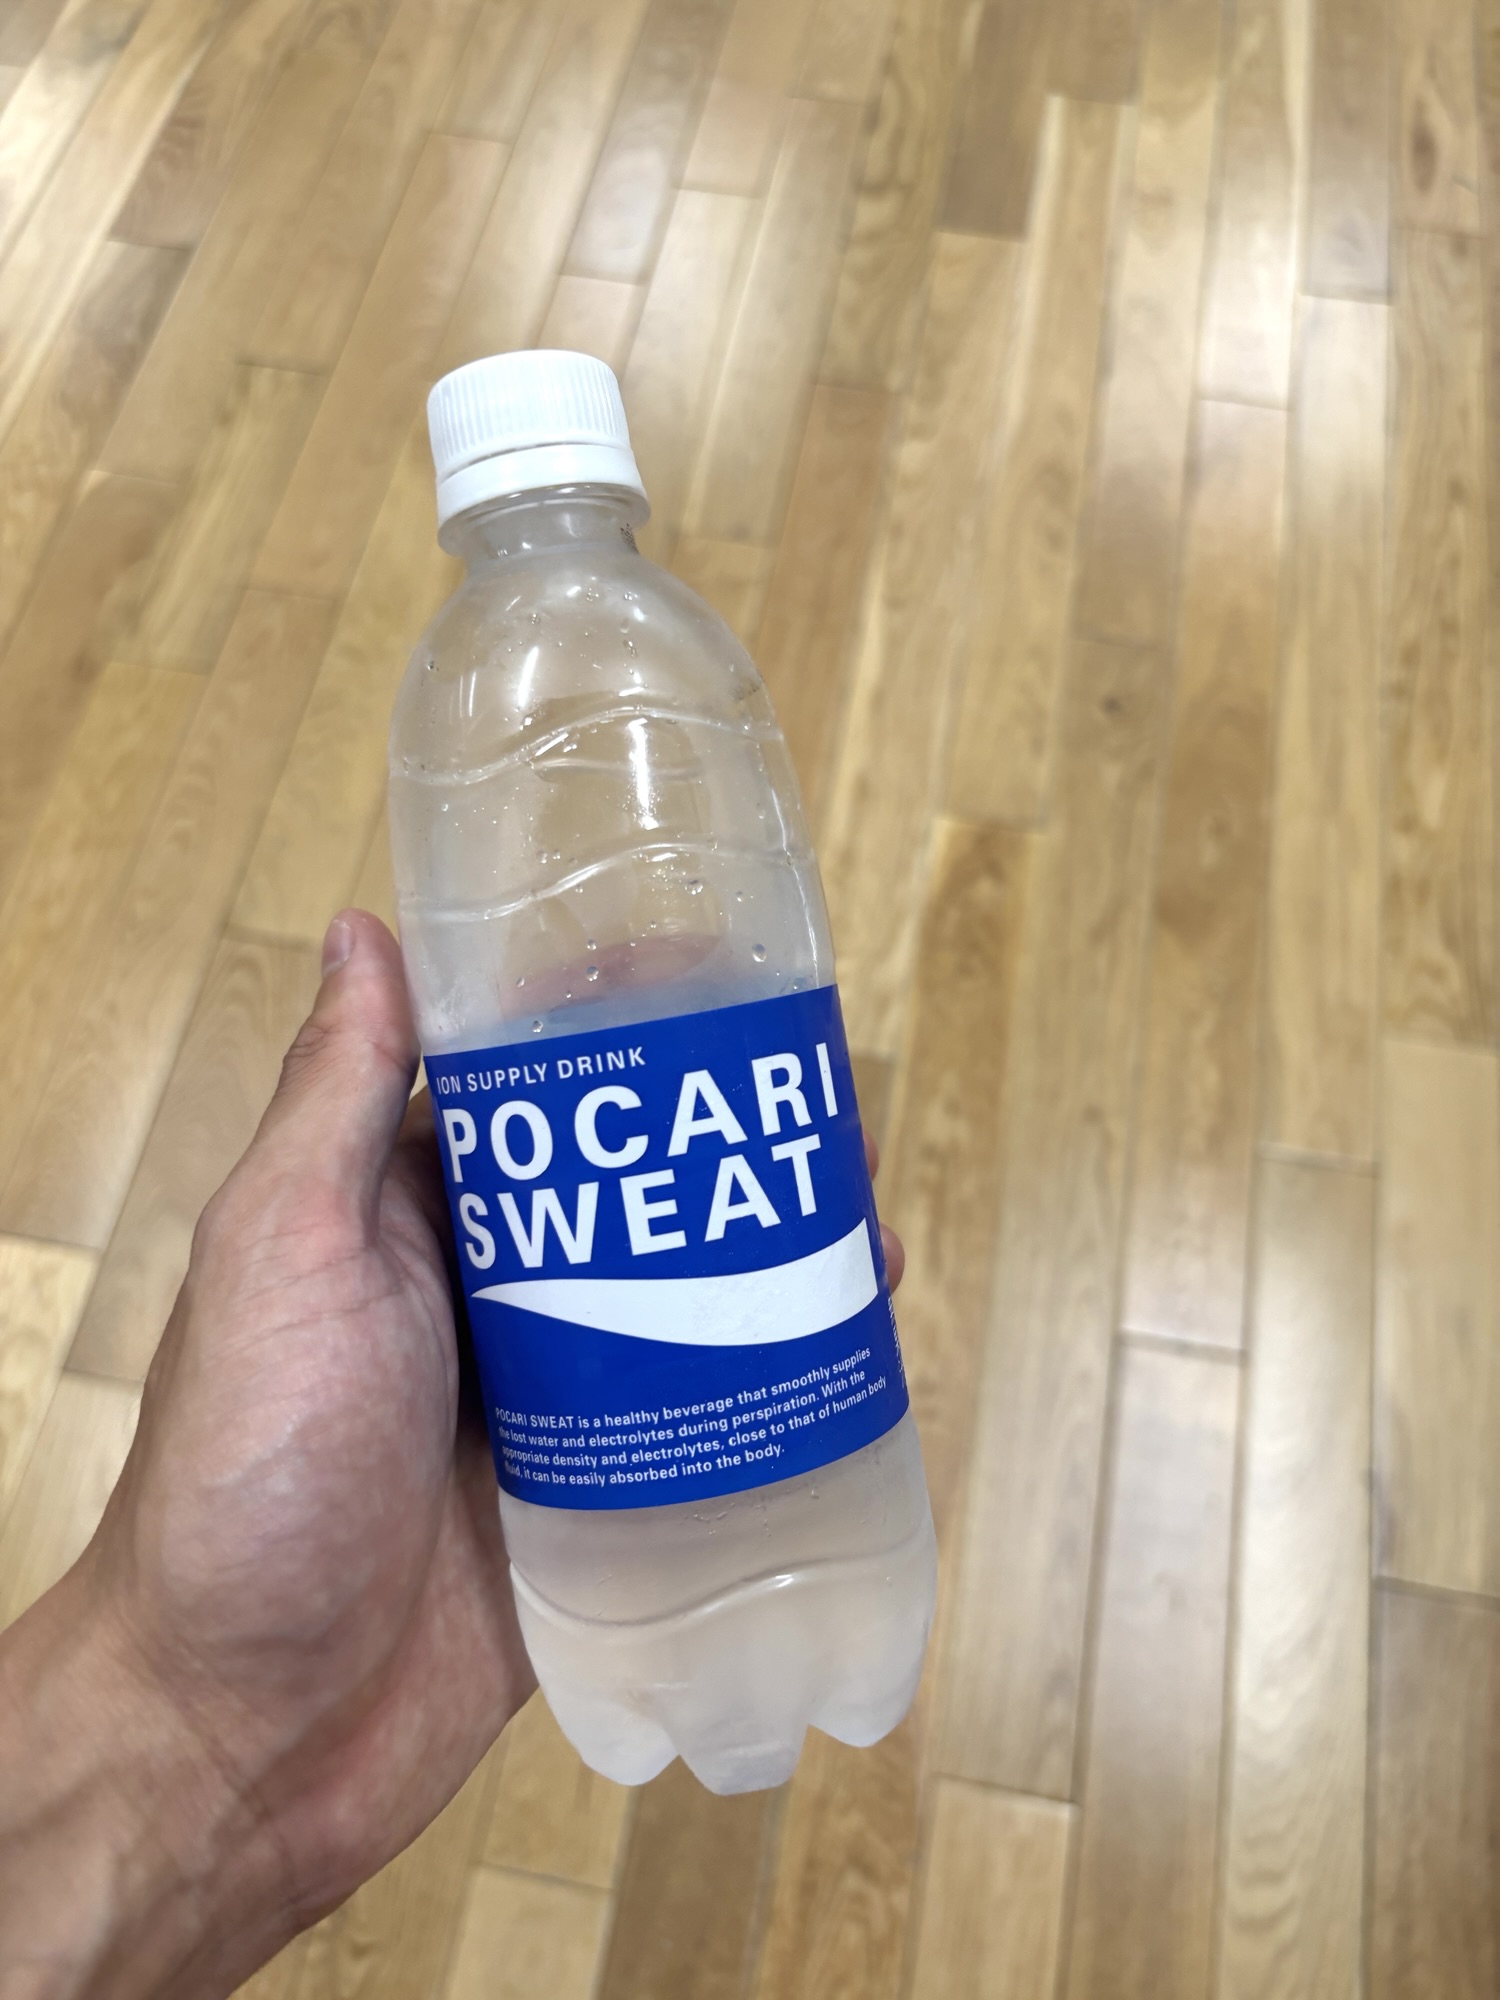 ION SUPPLY DRINK
POCARI
SWEAT
POCARI SWEAT is a healthy beverage that smoothly supplies
the lost water and electrolytes during perspiration. With the
appropriate density and electrolytes, close to that of human body
fluid, it can be easily absorbed into the body.